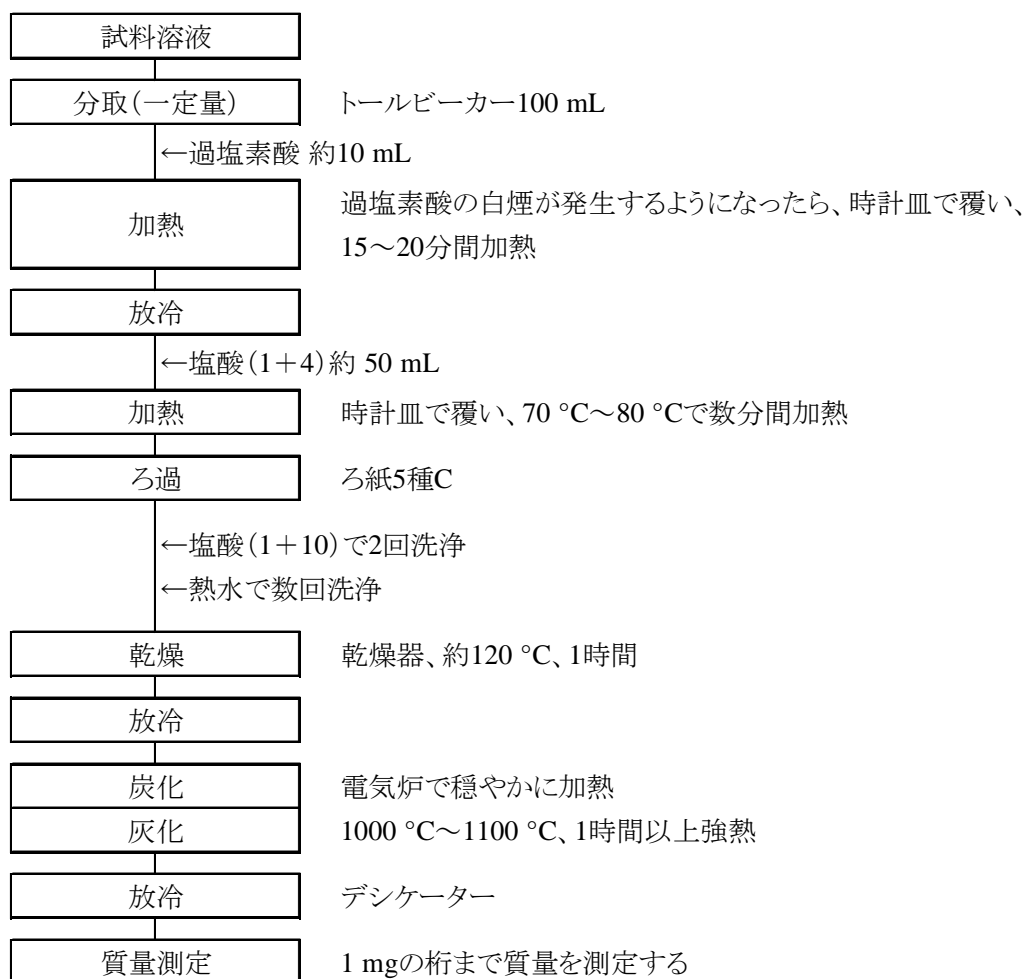 試料溶液
分取(一定量) トールビーカー100 mL
←過塩素酸 約10 mL
加熱 過塩素酸の白煙が発生するようになったら、時計皿で覆い、
15～20分間加熱
放冷
←塩酸(1＋4)約 50 mL
加熱 時計皿で覆い、70 °C～80 °Cで数分間加熱
ろ過 ろ紙5種C
←塩酸(1＋10)で2回洗浄
←熱水で数回洗浄
乾燥 乾燥器、約120 °C、1時間
放冷
炭化 電気炉で穏やかに加熱
灰化 1000 °C～1100 °C、1時間以上強熱
放冷 デシケーター
質量測定 1 mgの桁まで質量を測定する